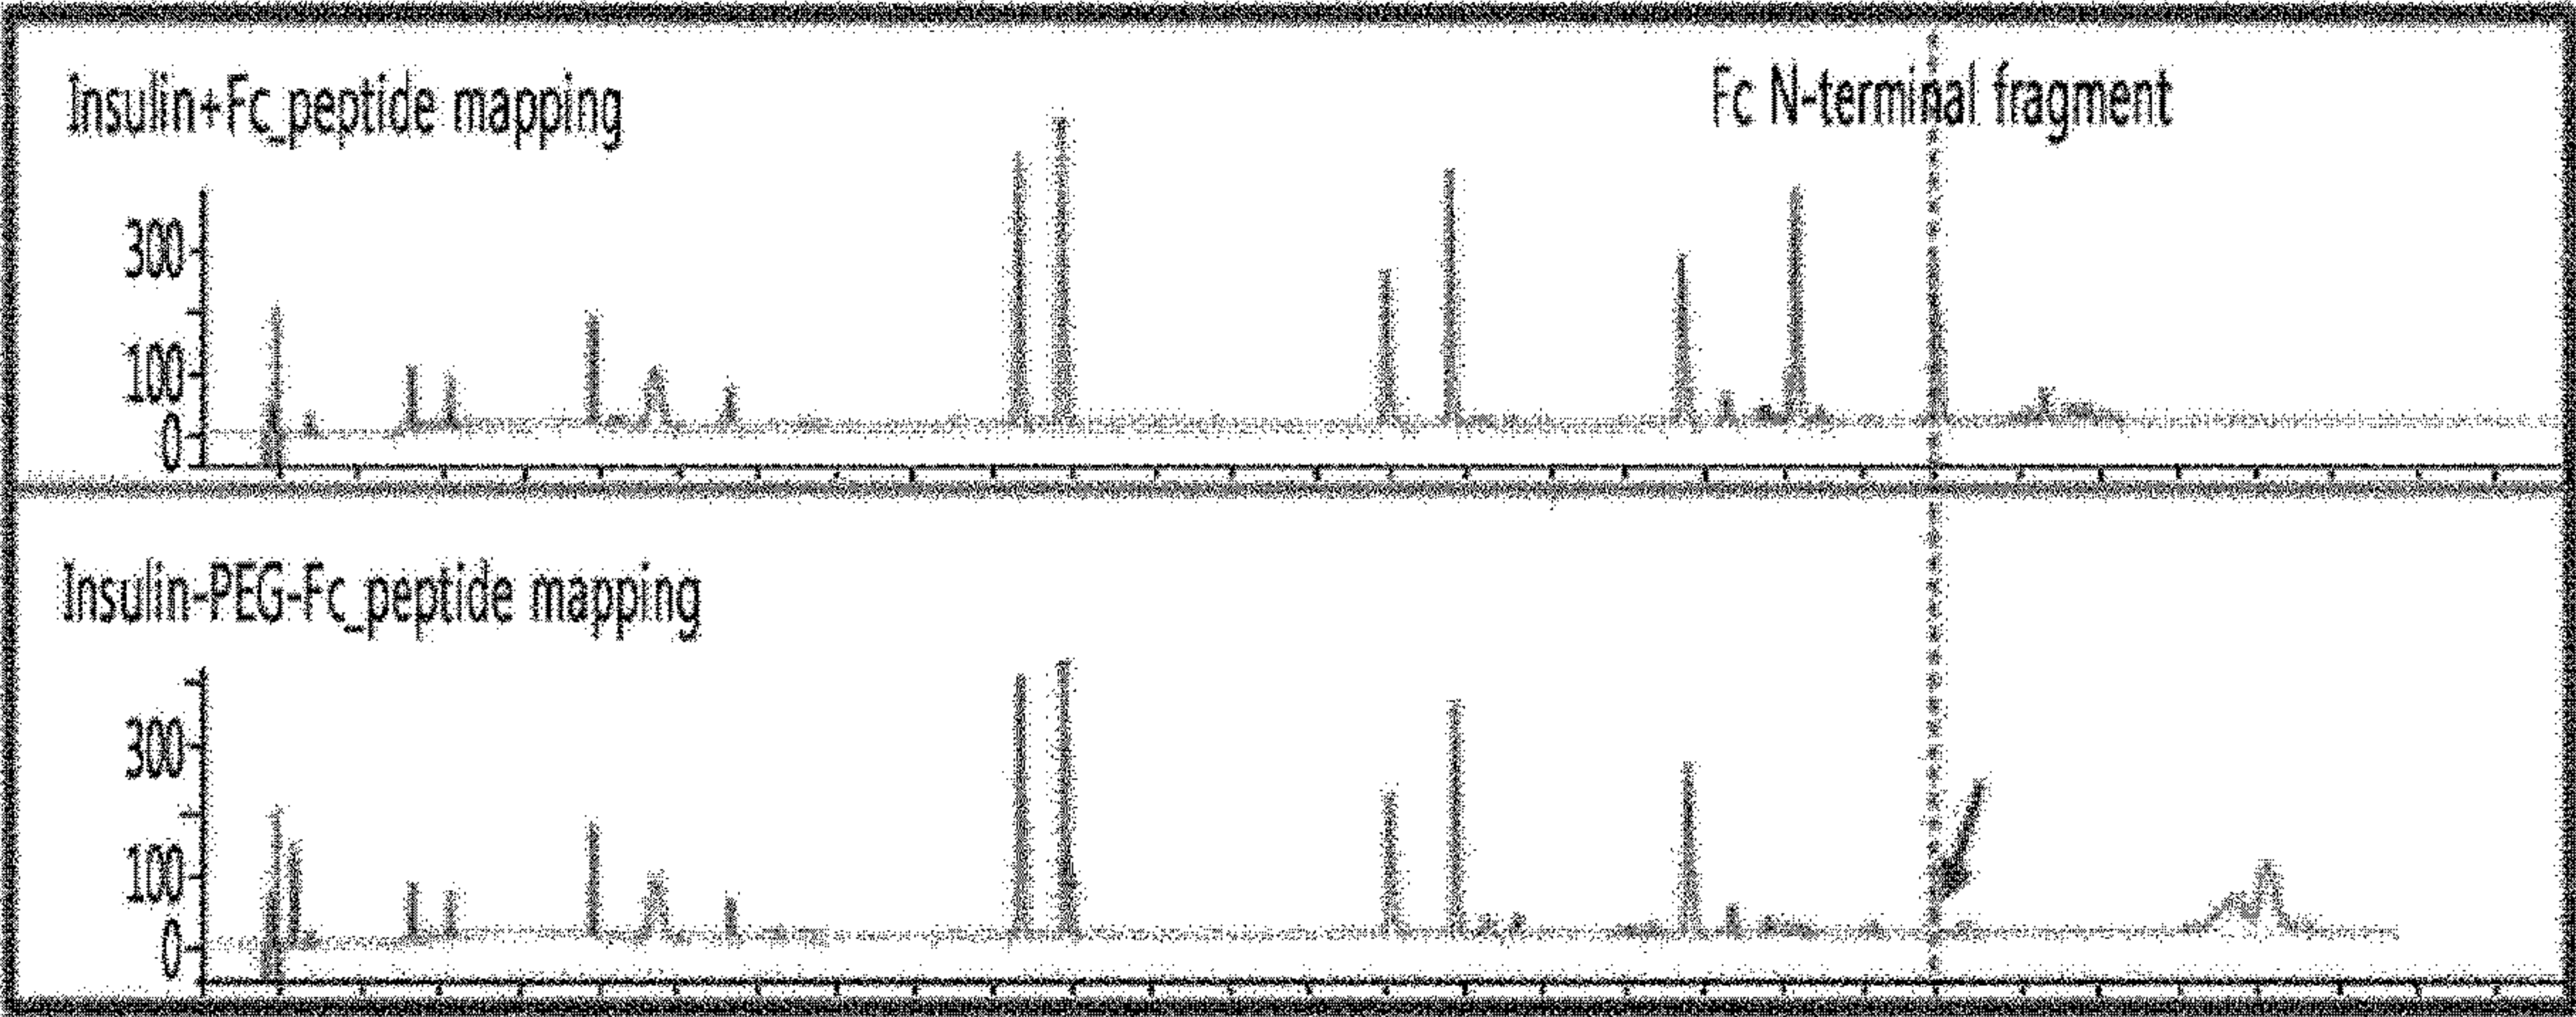 Insulin+Fc_peptide mapping
Fc N-terminal fragment
300
100
0
Insulin-PEG-Fc_peptide mapping
300
100
0